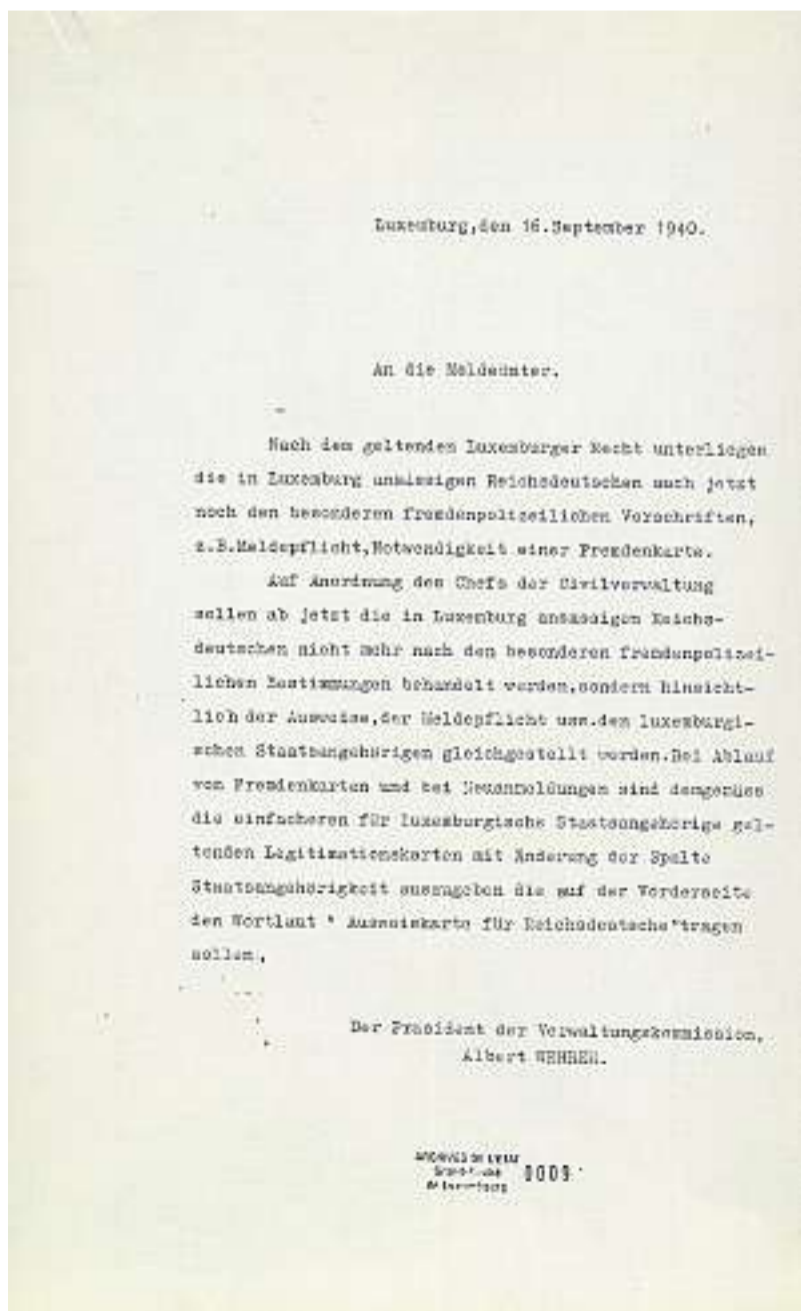 Luxemburg,den 16.September 1940.
An die Meldeämter.
Nach dem geltenden Luxemburger Recht unterliegen
die in Luxemburg ansässigen Reichsdeutschen auch jetzt
noch den besonderen fremdenpolizeilichen Vorschriften,
z.B.Meldepflicht,Notwendigkeit einer Fremdenkarte.
Auf Anordnung des Chefs der Civilverwaltung
sollen ab jetzt die in Luxemburg ansässigen Reichs-
deutschen nicht mehr nach den besonderen fremdenpolizei-
lichen Bestimmungen behandelt werden,sondern hinsicht-
lich der Ausweise,der Meldepflicht usw.den luxemburgi-
schen Staatsangehörigen gleichgestellt werden.Bei Ablauf
von Fremdenkarten und bei Neuanmeldungen sind demgemäss
die einfacheren für luxemburgische Staatsangehörige gel-
tenden Legitimationskarten mit Änderung der Spalte
Staatsangehörigkeit auszugeben die auf der Vorderseite
den Wortlaut " Ausweiskarte für Reichsdeutsche"tragen
sollen.
Der Präsident der Verwaltungskommission,
Albert WEHRER.
ARCHIVES DE L'ETAT
de Luxembourg
0009